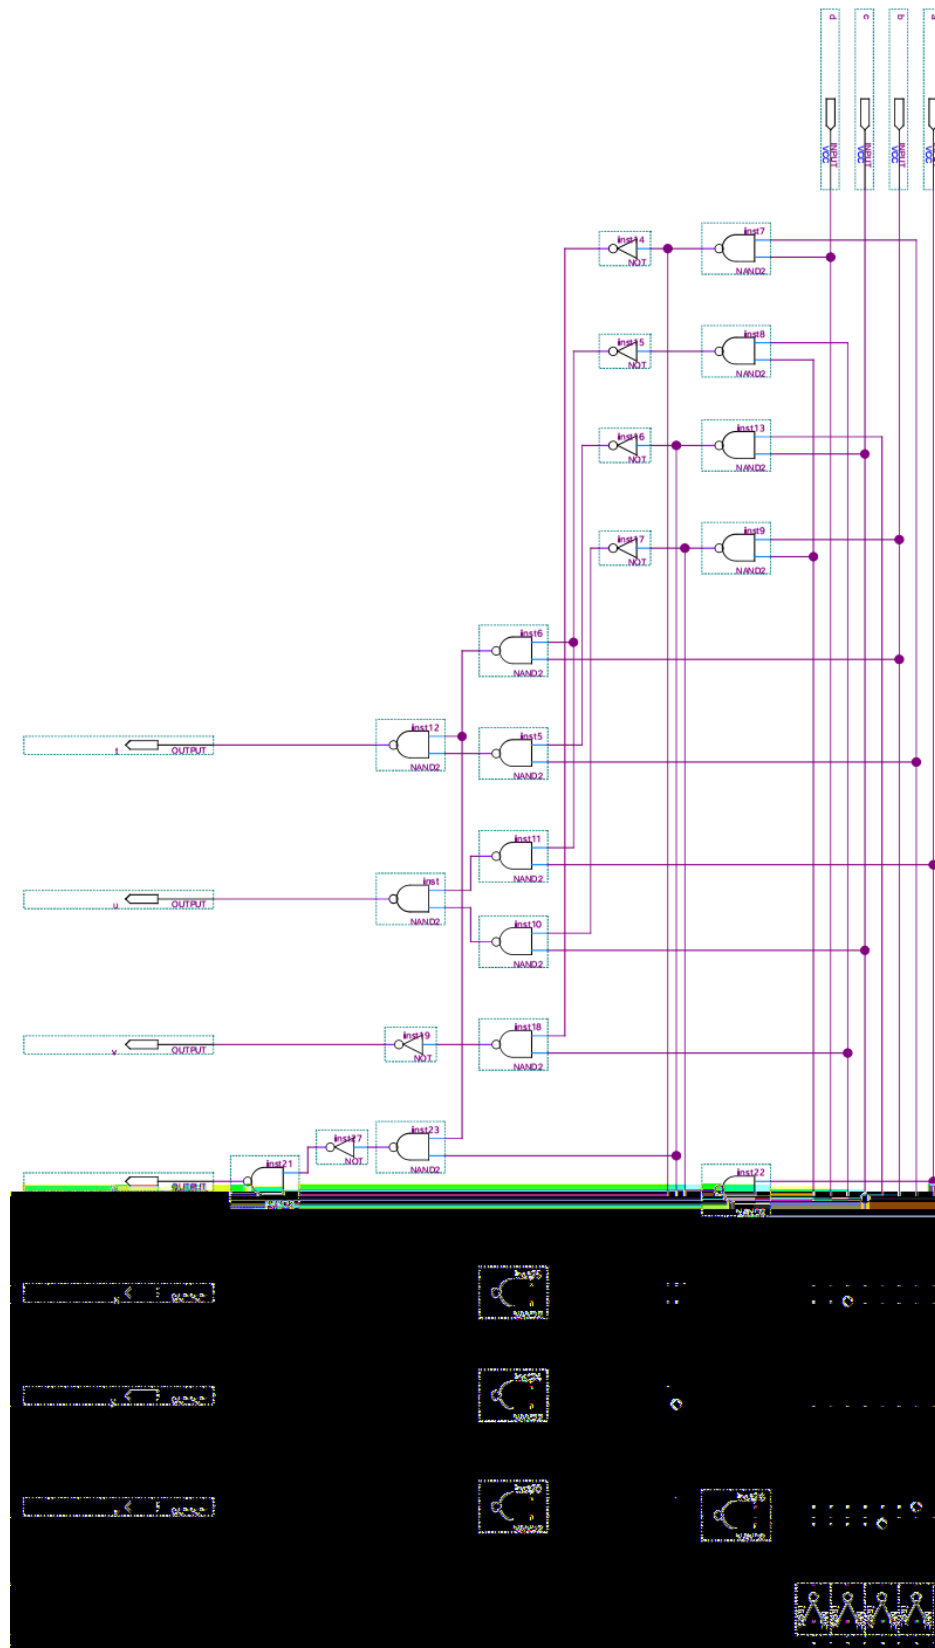 d c b a
INPUT INPUT INPUT
VCC VCC VCC VCC
inst14 inst7
NOT NAND2
inst15 inst8
NOT NAND2
inst16 inst13
NOT NAND2
inst17 inst9
NOT NAND2
inst6
NAND2
inst12
t OUTPUT inst5
NAND2 NAND2
inst11
NAND2
inst
u OUTPUT
NAND2
inst10
NAND2
inst18
inst19
v OUTPUT
NOT NAND2
inst23
inst27
NOT NAND2
inst21 inst22
OUTPUT
NAND2 NAND2
inst25
NAND2
inst24
NAND2